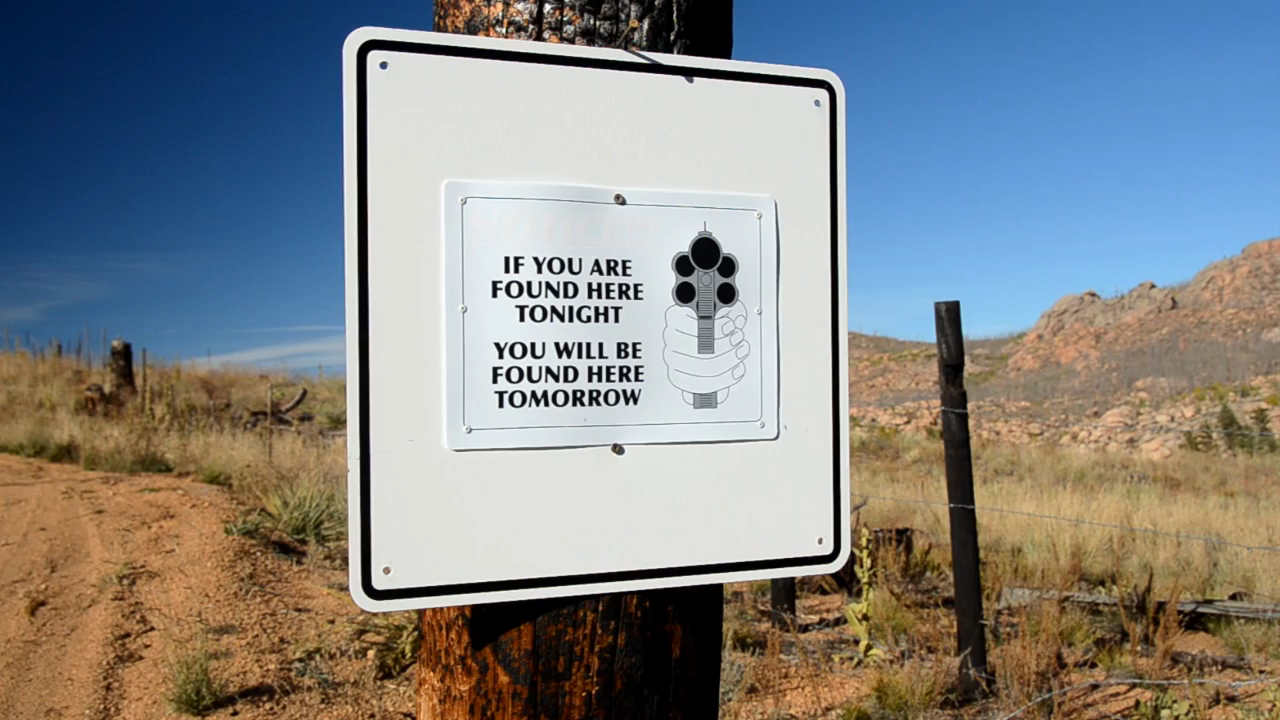 IF YOU ARE
FOUND HERE
TONIGHT
YOU WILL BE
FOUND HERE
TOMORROW